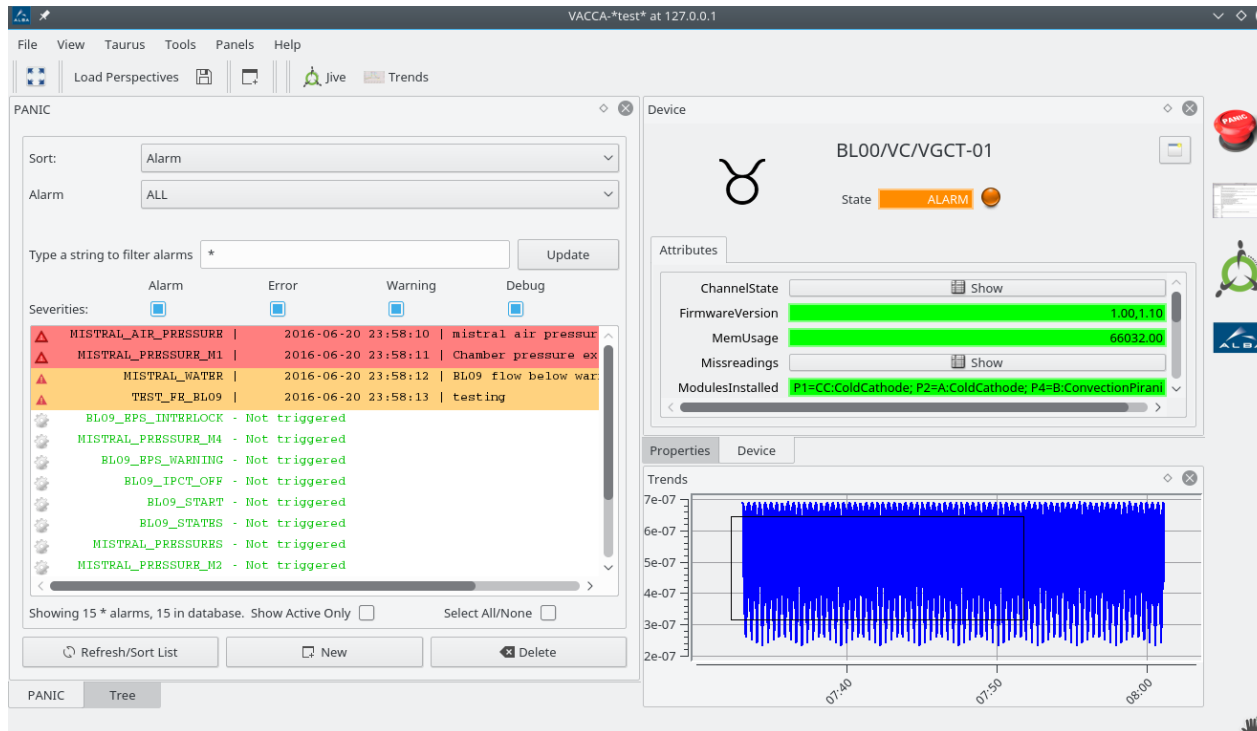 VACCA-*test* at 127.0.0.1
File View Taurus Tools Panels Help
Load Perspectives Jive Trends
PANIC
Sort: Alarm
Alarm ALL
Type a string to filter alarms * Update
Alarm Error Warning Debug
Severities:
MISTRAL_AIR_PRESSURE | 2016-06-20 23:58:10 | mistral air pressur
MISTRAL_PRESSURE_M1 | 2016-06-20 23:58:11 | Chamber pressure ex
MISTRAL_WATER | 2016-06-20 23:58:12 | BL09 flow below war
TEST_FE_BL09 | 2016-06-20 23:58:13 | testing
BL09_EPS_INTERLOCK - Not triggered
MISTRAL_PRESSURE_M4 - Not triggered
BL09_EPS_WARNING - Not triggered
BL09_IPCT_OFF - Not triggered
BL09_START - Not triggered
BL09_STATES - Not triggered
MISTRAL_PRESSURES - Not triggered
MISTRAL_PRESSURE_M2 - Not triggered
Showing 15 * alarms, 15 in database. Show Active Only Select All/None
Refresh/Sort List New Delete
PANIC Tree
Device
BL00/VC/VGCT-01
State ALARM
Attributes
ChannelState Show
FirmwareVersion 1.00,1.10
MemUsage 66032.00
Missreadings Show
ModulesInstalled P1=CC:ColdCathode; P2=A:ColdCathode; P4=B:ConvectionPirani
Properties Device
Trends
7e-07
6e-07
5e-07
4e-07
3e-07
2e-07
07:40 07:50 08:00
PANIC
ALBA